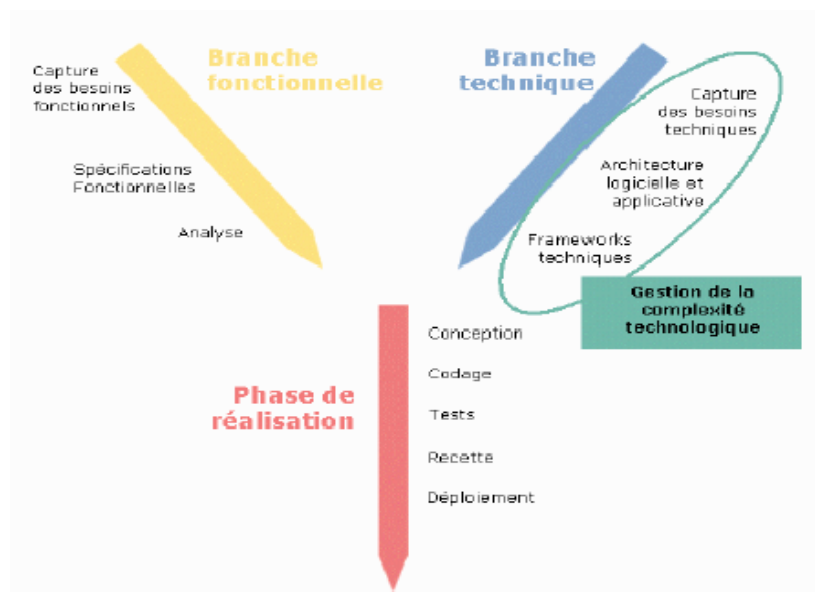 Branche
fonctionnelle
Capture
des besoins
fonctionnels
Spécifications
Fonctionnelles
Analyse
Branche
technique
Capture
des besoins
techniques
Architecture
logicielle et
applicative
Frameworks
techniques
Gestion de la
complexité
technologique
Phase de
réalisation
Conception
Codage
Tests
Recette
Déploiement